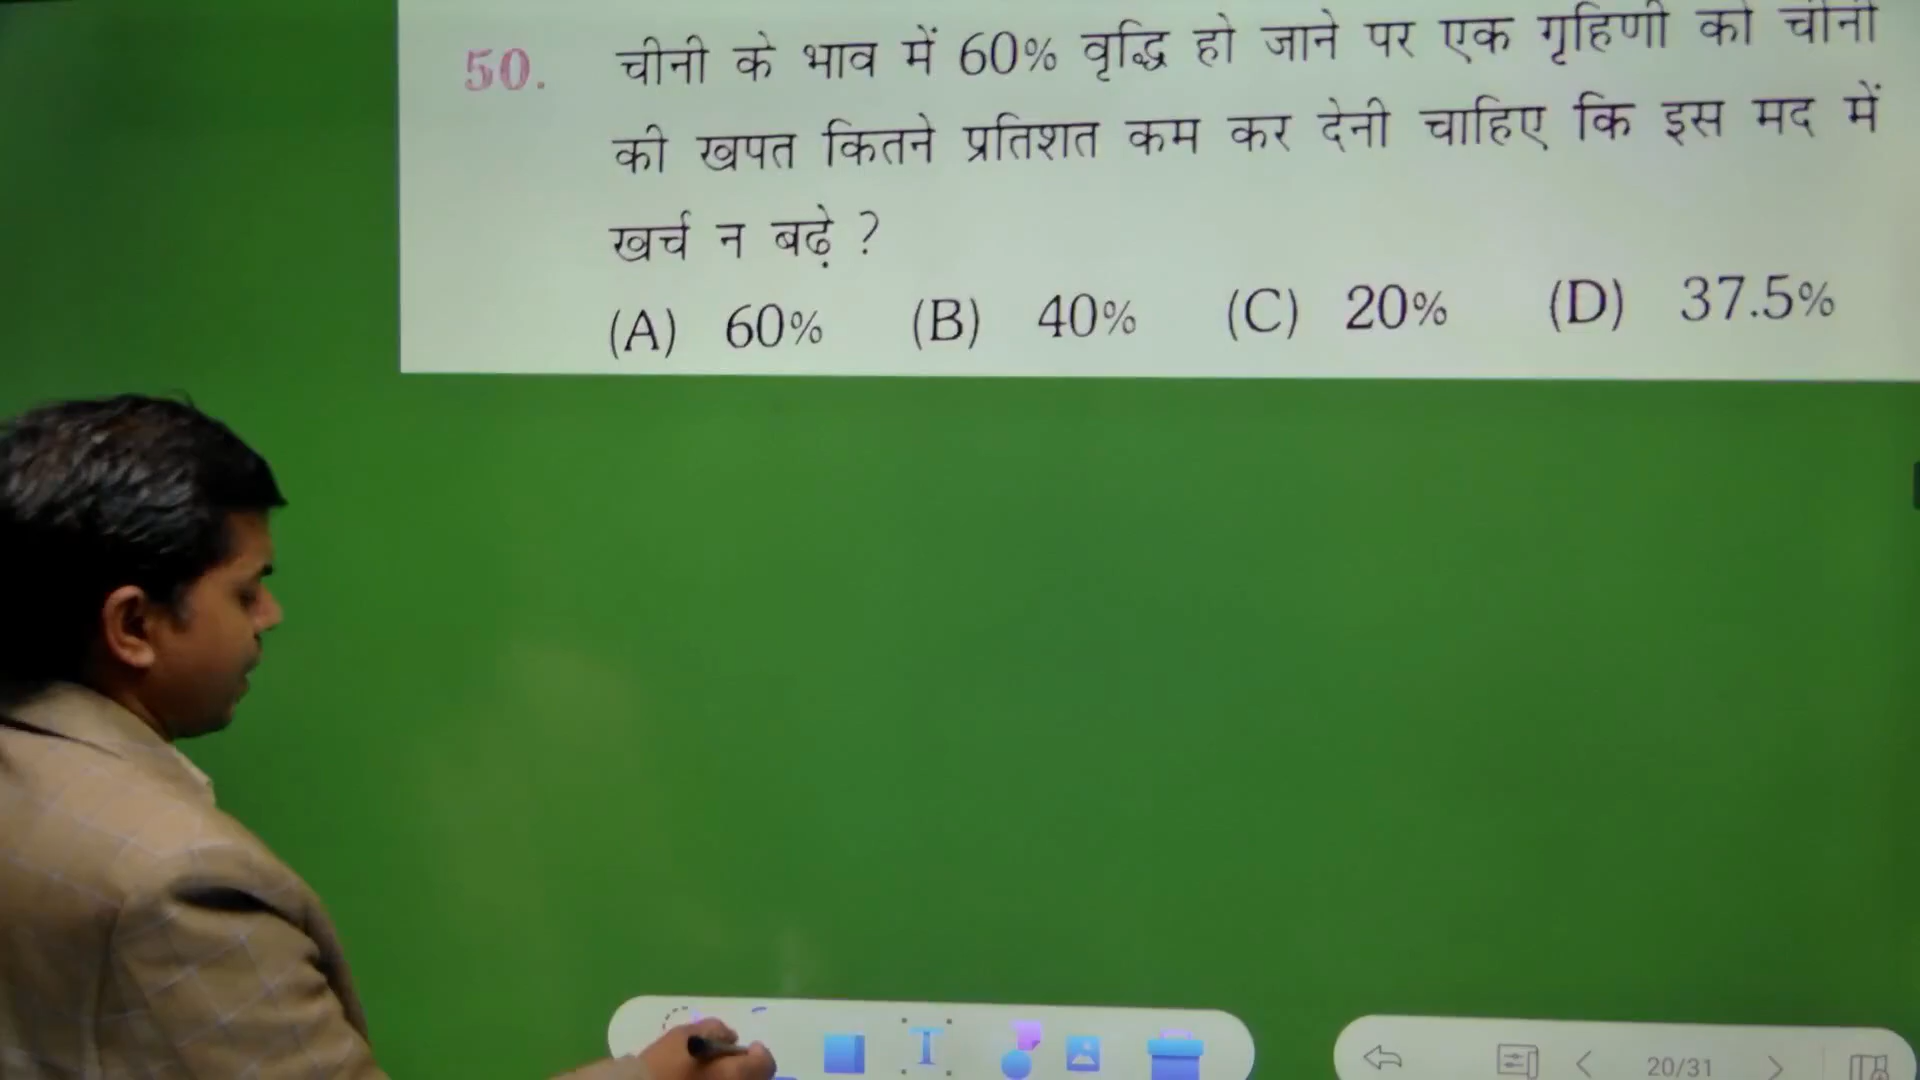 50. चीनी के भाव में 60% वृद्धि हो जाने पर एक गृहिणी को चीनी
की खपत कितने प्रतिशत कम कर देनी चाहिए कि इस मद में
खर्च न बढ़े ?
(A) 60% (B) 40% (C) 20% (D) 37.5%
T
20/31